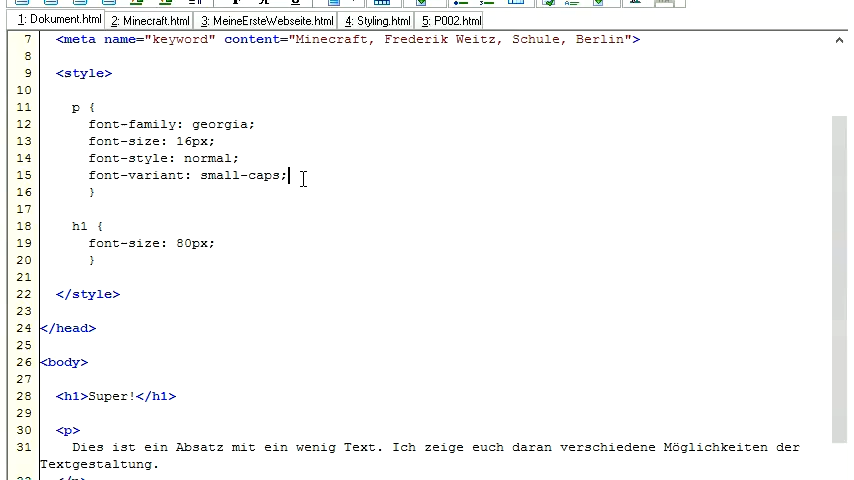 1: Dokument.html 2: Minecraft.html 3: MeineErsteWebseite.html 4: Styling.html 5: P002.html
7 <meta name="keyword" content="Minecraft, Frederik Weitz, Schule, Berlin">
8
9 <style>
10
11 p {
12 font-family: georgia;
13 font-size: 16px;
14 font-style: normal;
15 font-variant: small-caps;
16 }
17
18 h1 {
19 font-size: 80px;
20 }
21
22 </style>
23
24 </head>
25
26 <body>
27
28 <h1>Super!</h1>
29
30 <p>
31 Dies ist ein Absatz mit ein wenig Text. Ich zeige euch daran verschiedene Möglichkeiten der
Textgestaltung.